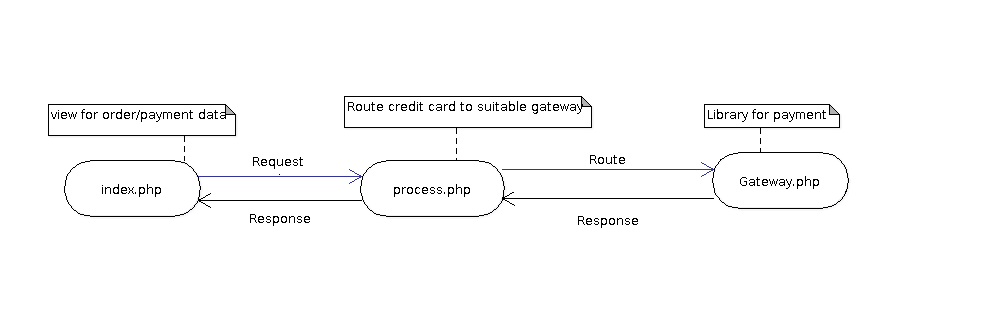 view for order/payment data
Route credit card to suitable gateway
Library for payment
index.php
Request
process.php
Route
Gateway.php
Response
Response